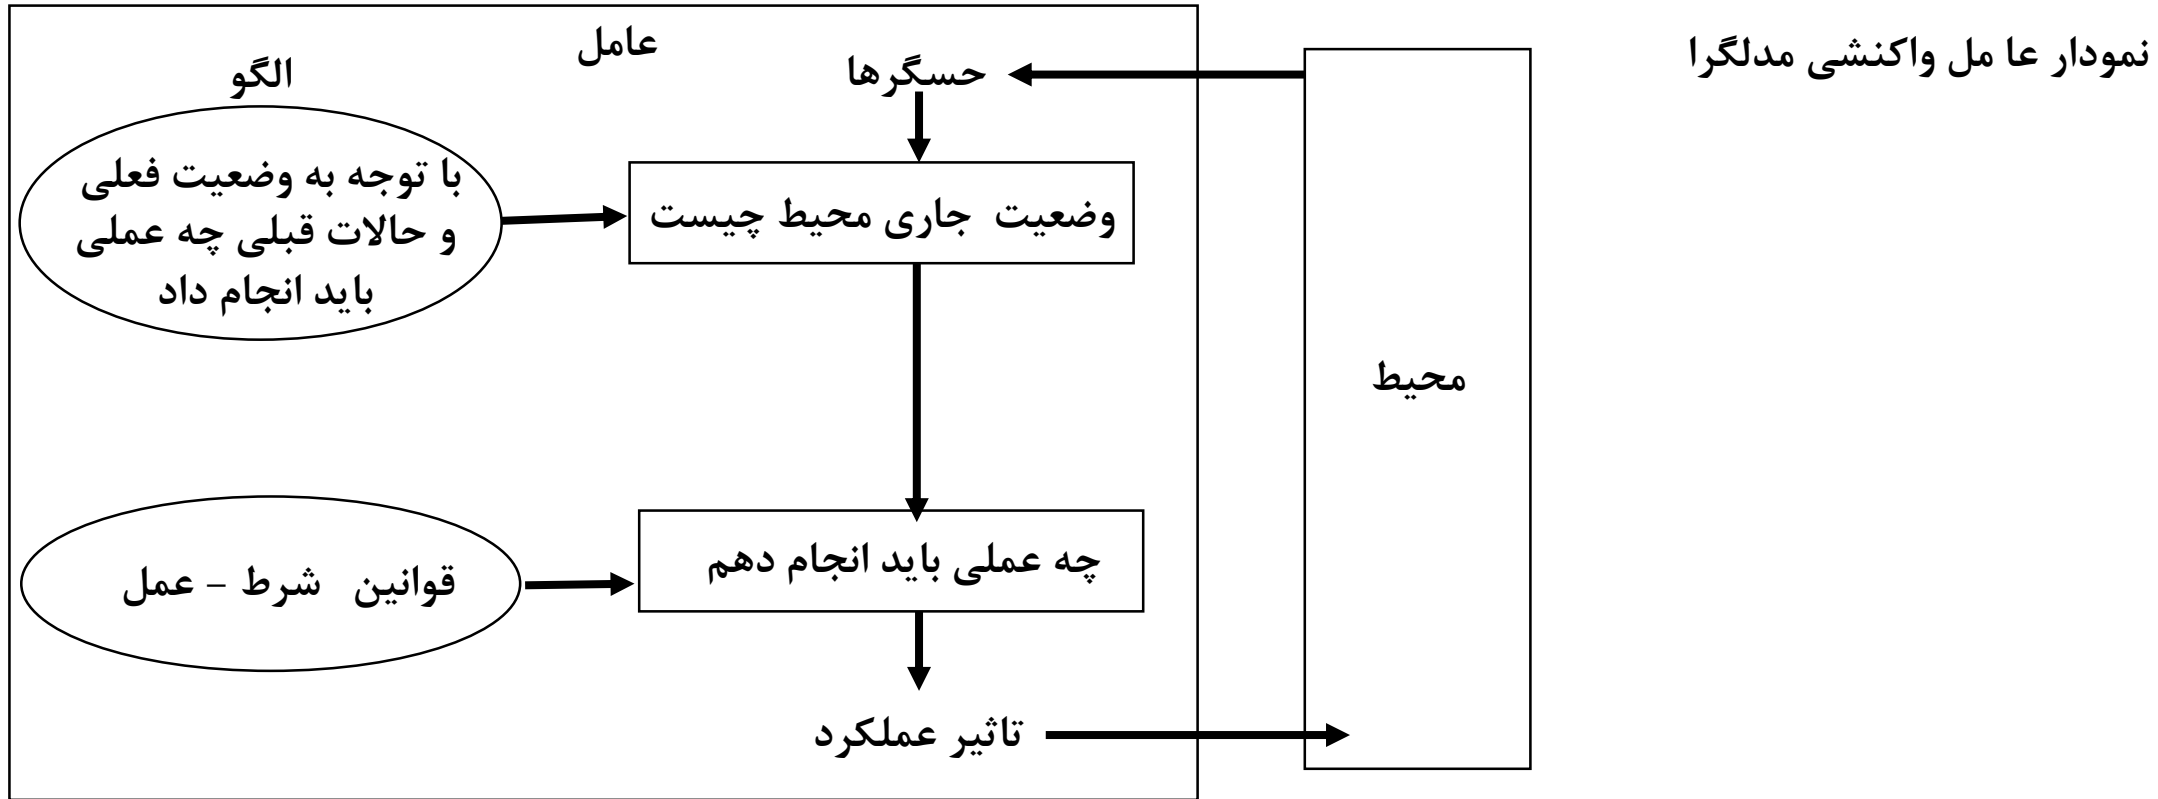 نمودار عا مل واکنشی مدلگرا
عامل
الگو
حسگرها
با توجه به وضعیت فعلی
و حالات قبلی چه عملی
باید انجام داد
وضعیت جاری محیط چیست
محیط
قوانین شرط – عمل
چه عملی باید انجام دهم
تاثیر عملکرد